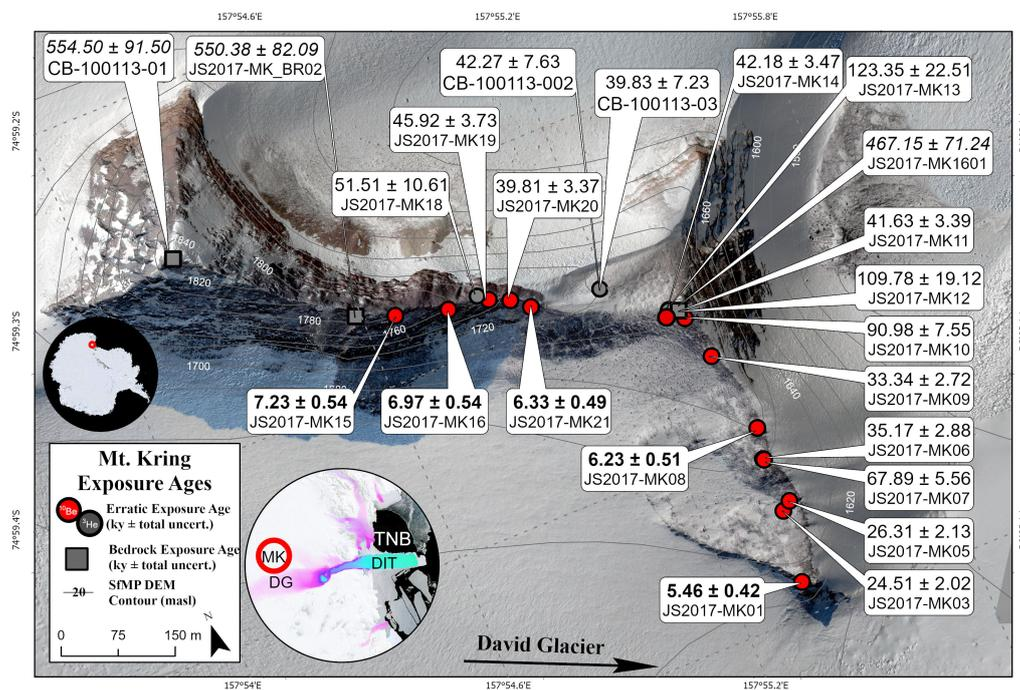 157°54.6'E
157°55.2'E
157°55.8'E
74°59.2'S
74°59.3'S
74°59.4'S
554.50 ± 91.50
CB-100113-01
550.38 ± 82.09
JS2017-MK_BR02
42.27 ± 7.63
CB-100113-002
39.83 ± 7.23
CB-100113-03
42.18 ± 3.47
JS2017-MK14
123.35 ± 22.51
JS2017-MK13
45.92 ± 3.73
JS2017-MK19
467.15 ± 71.24
JS2017-MK1601
51.51 ± 10.61
JS2017-MK18
39.81 ± 3.37
JS2017-MK20
41.63 ± 3.39
JS2017-MK11
109.78 ± 19.12
JS2017-MK12
90.98 ± 7.55
JS2017-MK10
33.34 ± 2.72
JS2017-MK09
7.23 ± 0.54
JS2017-MK15
6.97 ± 0.54
JS2017-MK16
6.33 ± 0.49
JS2017-MK21
35.17 ± 2.88
JS2017-MK06
6.23 ± 0.51
JS2017-MK08
67.89 ± 5.56
JS2017-MK07
26.31 ± 2.13
JS2017-MK05
24.51 ± 2.02
JS2017-MK03
5.46 ± 0.42
JS2017-MK01
1840
1820
1800
1780
1760
1720
1700
1600
1660
1640
1620
Mt. Kring
Exposure Ages
¹⁰Be
³He
Erratic Exposure Age
(ky ± total uncert.)
Bedrock Exposure Age
(ky ± total uncert.)
20
SfMP DEM
Contour (masl)
N
0 75 150 m
MK
DG
TNB
DIT
David Glacier
157°54'E
157°54.6'E
157°55.2'E